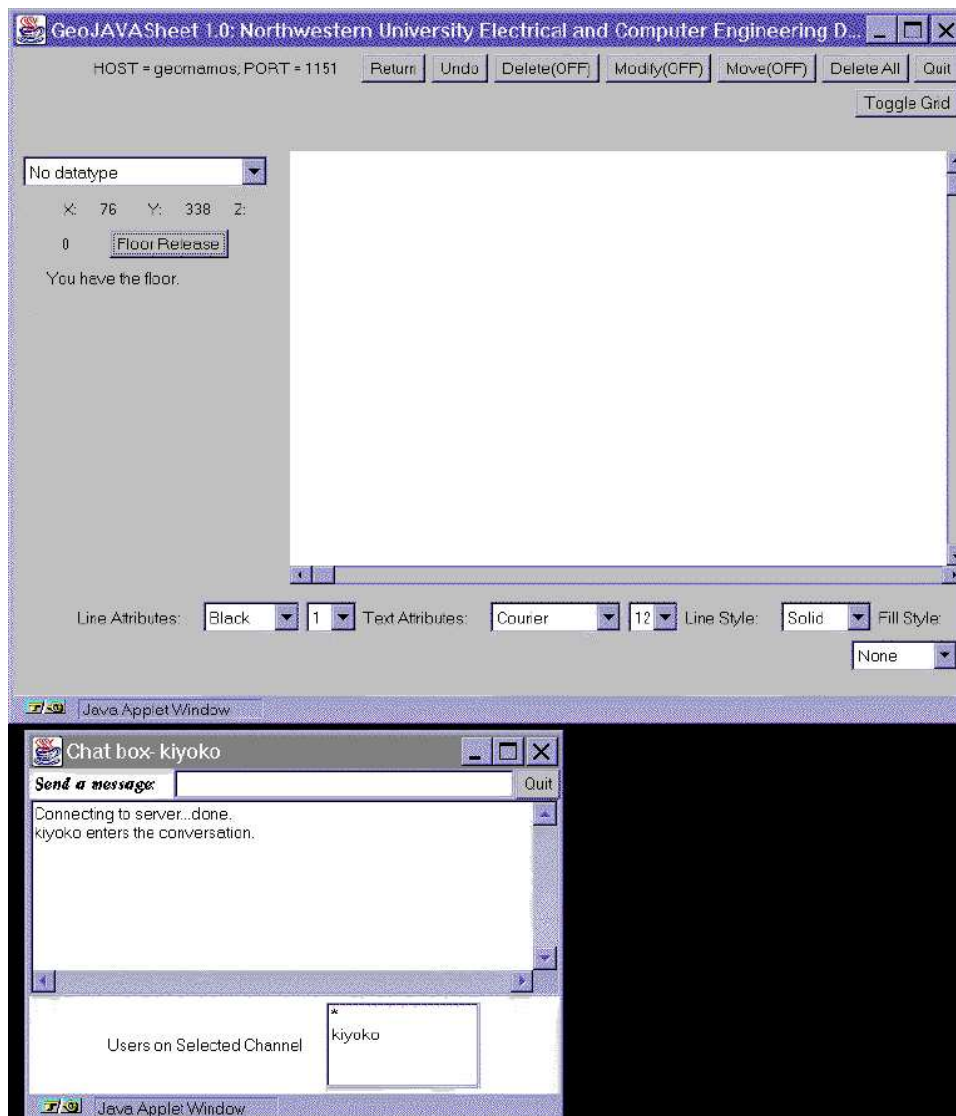 GeoJAVASheet 1.0: Northwestern University Electrical and Computer Engineering D...
HOST = geomamos, PORT = 1151 Return Undo Delete(OFF) Modify(OFF) Move(OFF) Delete All Quit
Toggle Grid
No datatype
X: 76 Y: 338 Z:
0 Floor Release
You have the floor.
Line Attributes: Black 1 Text Attributes: Courier 12 Line Style: Solid Fill Style:
None
Java Applet Window
Chat box- kiyoko
Send a message: Quit
Connecting to server...done.
kiyoko enters the conversation.
*
kiyoko
Users on Selected Channel
Java Applet Window